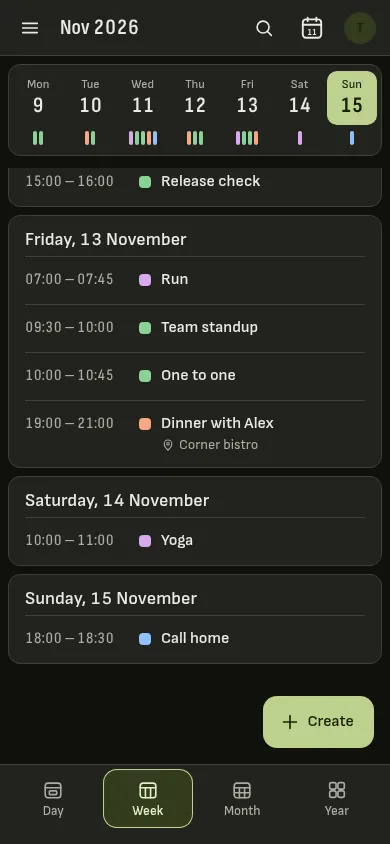 Nov 2026
11
T
Mon Tue Wed Thu Fri Sat Sun
9 10 11 12 13 14 15
15:00 – 16:00 Release check
Friday, 13 November
07:00 – 07:45 Run
09:30 – 10:00 Team standup
10:00 – 10:45 One to one
19:00 – 21:00 Dinner with Alex
Corner bistro
Saturday, 14 November
10:00 – 11:00 Yoga
Sunday, 15 November
18:00 – 18:30 Call home
Create
Day Week Month Year